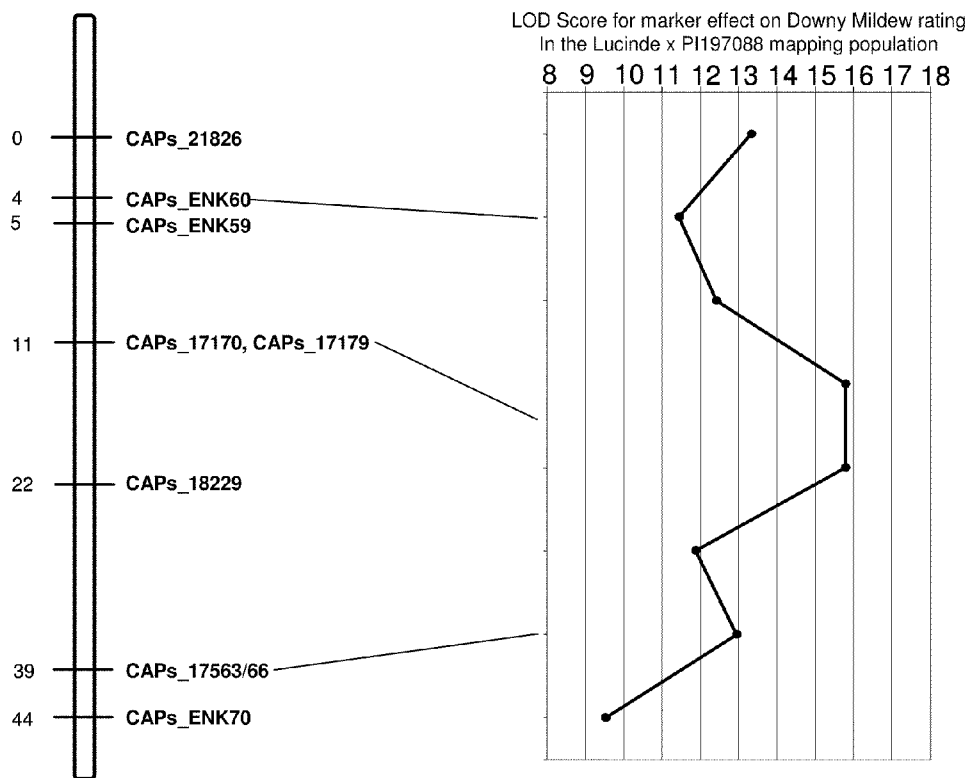 LOD Score for marker effect on Downy Mildew rating
In the Lucinde x PI197088 mapping population
8 9 10 11 12 13 14 15 16 17 18
0 CAPs_21826
4 CAPs_ENK60
5 CAPs_ENK59
11 CAPs_17170, CAPs_17179
22 CAPs_18229
39 CAPs_17563/66
44 CAPs_ENK70